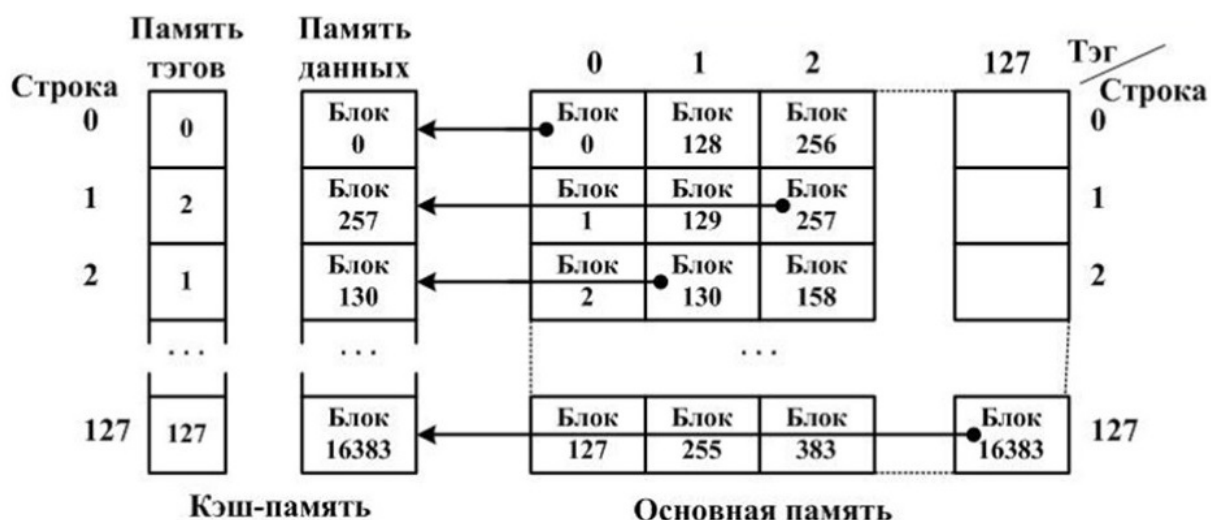 Память Память
тэгов данных 0 1 2 127 Тэг
Строка Строка
0 0 Блок Блок Блок Блок 0
0 0 128 256
1 2 Блок Блок Блок Блок 1
257 1 129 257
2 1 Блок Блок Блок Блок 2
130 2 130 158
... ... ...
127 127 Блок Блок Блок Блок Блок 127
16383 127 255 383 16383
Кэш-память Основная память